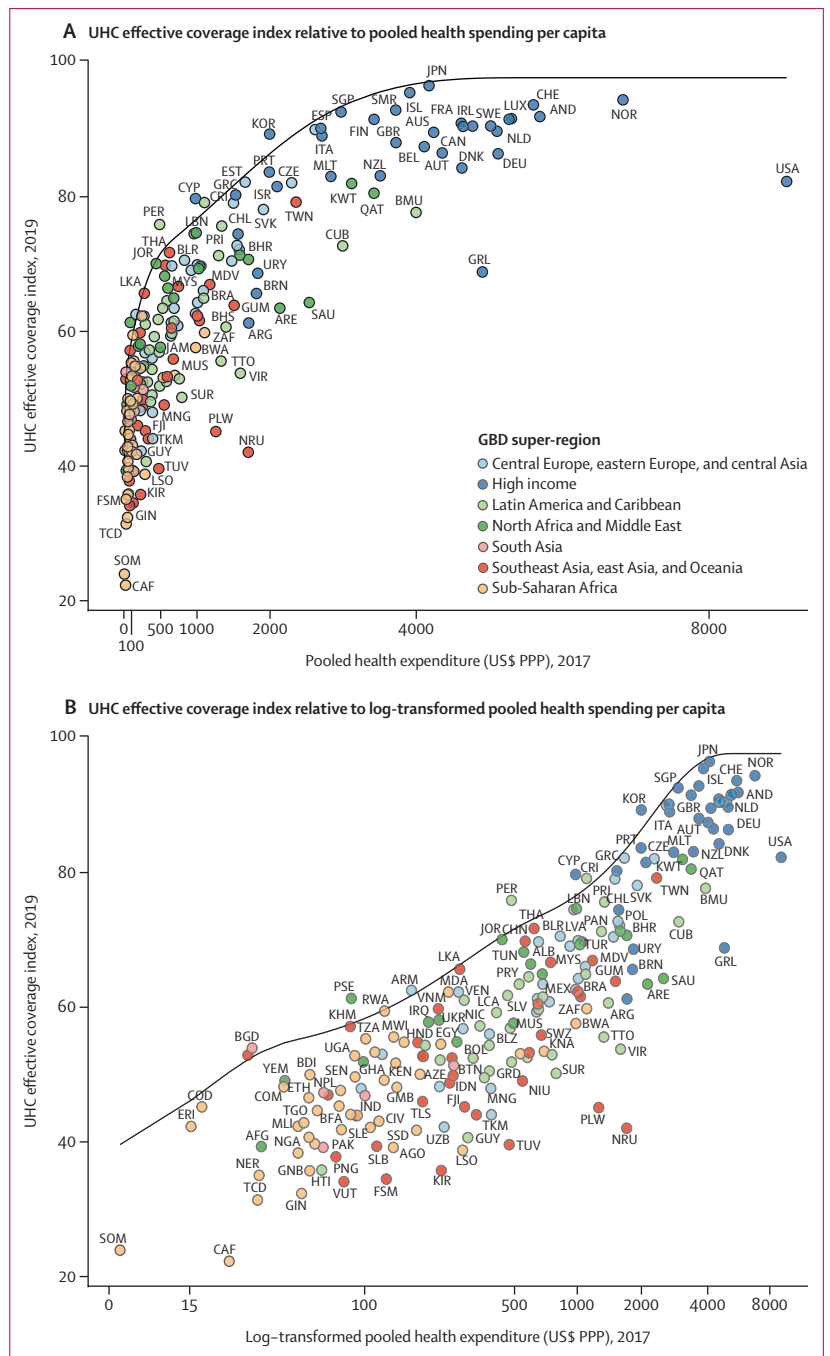 A UHC effective coverage index relative to pooled health spending per capita
100
80
60
40
20
UHC effective coverage index, 2019
JPN
SGP
SMR
ISL
CHE
ESP
FRA
IRL
SWE
LUX
AND
NOR
KOR
FIN
AUS
ITA
GBR
CAN
NLD
PRT
BEL
AUT
DNK
DEU
EST
CZE
MLT
NZL
USA
CYP
GRC
CRI
ISR
KWT
QAT
BMU
PER
LBN
CHL
SVK
TWN
THA
PRI
CUB
JOR
BLR
BHR
LKA
MYS
MDV
URY
GRL
BRA
BRN
BHS
GUM
ARE
SAU
JAM
ZAF
ARG
BWA
MUS
TTO
VIR
SUR
MNG
FJI
PLW
TKM
NRU
GUY
TUV
LSO
FSM
KIR
GIN
TCD
SOM
CAF
GBD super-region
Central Europe, eastern Europe, and central Asia
High income
Latin America and Caribbean
North Africa and Middle East
South Asia
Southeast Asia, east Asia, and Oceania
Sub-Saharan Africa
0 500 1000 2000 4000 8000
100
Pooled health expenditure (US$ PPP), 2017
B UHC effective coverage index relative to log-transformed pooled health spending per capita
100
80
60
40
20
UHC effective coverage index, 2019
JPN
NOR
CHE
SGP
ISL
AND
KOR
GBR
NLD
ITA
AUT
DEU
PRT
CZE
DNK
USA
GRC
NZL
CYP
CRI
KWT
QAT
PER
TWN
BMU
LBN
PRI
SVK
CHL
THA
POL
JOR
CHN
BLR
LVA
PAN
BHR
CUB
TUN
ALB
TUR
LKA
MYS
MDV
URY
GRL
PRY
GUM
BRN
ARM
MDA
VEN
MEX
BRA
SAU
PSE
RWA
VNM
LCA
SLV
ARE
KHM
IRQ
UKR
NIC
ZAF
ARG
TZA
MWI
MUS
BWA
HND
EGY
BLZ
SWZ
TTO
BGD
UGA
BOL
KNA
VIR
YEM
BDI
SEN
GHA
KEN
AZE
BTN
GRD
SUR
COM
ETH
NPL
IDN
NIU
COD
GMB
MNG
ERI
TGO
BFA
IND
TLS
FJI
TKM
PLW
MLI
SLE
CIV
AFG
NGA
PAK
SSD
UZB
GUY
NRU
AGO
TUV
NER
GNB
PNG
SLB
LSO
TCD
HTI
VUT
FSM
KIR
GIN
SOM
CAF
0 15 100 500 1000 2000 4000 8000
Log–transformed pooled health expenditure (US$ PPP), 2017